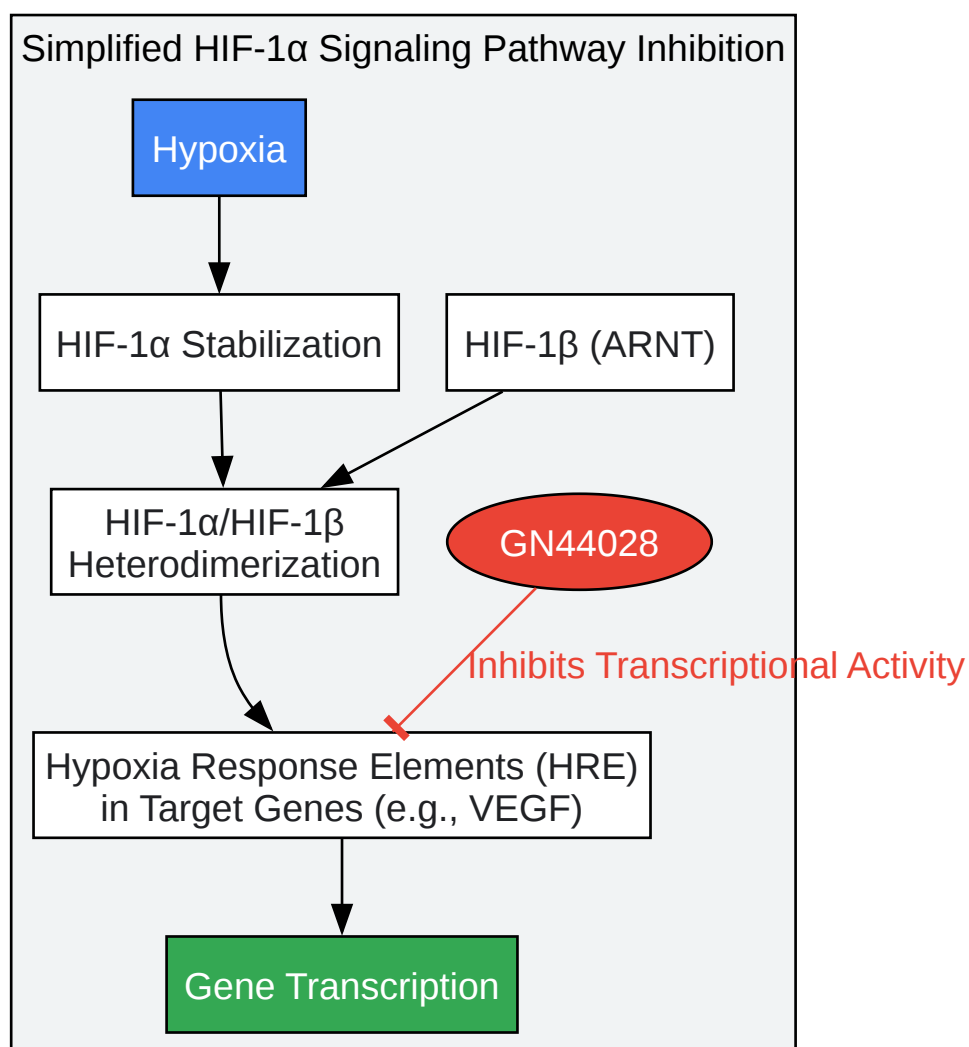 Simplified HIF-1α Signaling Pathway Inhibition
Hypoxia
HIF-1α Stabilization
HIF-1β (ARNT)
HIF-1α/HIF-1β
Heterodimerization
GN44028
Inhibits Transcriptional Activity
Hypoxia Response Elements (HRE)
in Target Genes (e.g., VEGF)
Gene Transcription